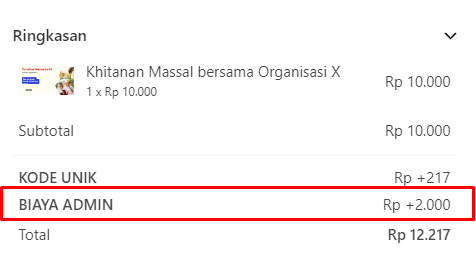 Ringkasan
Khitanan Massal bersama Organisasi X
Rp 10.000
1 x Rp 10.000
Subtotal
Rp 10.000
KODE UNIK
Rp +217
BIAYA ADMIN
Rp +2.000
Total
Rp 12.217